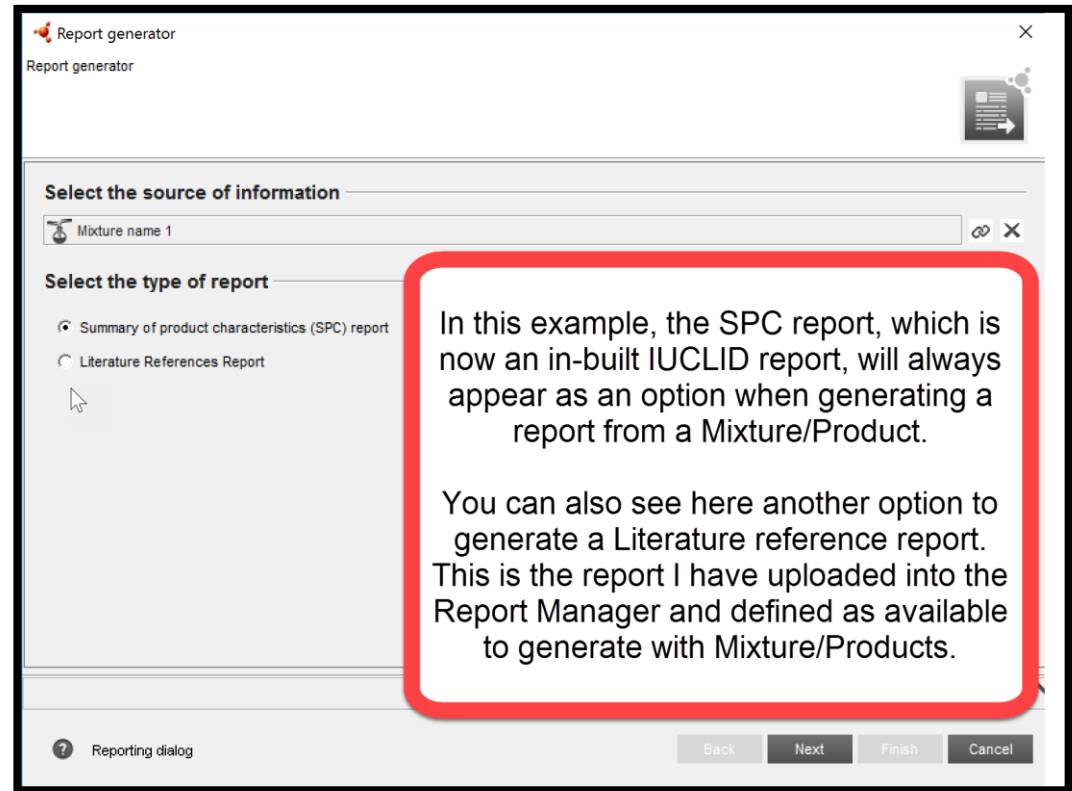 Report generator
Report generator
Select the source of information
Mixture name 1
Select the type of report
Summary of product characteristics (SPC) report
Literature References Report
In this example, the SPC report, which is
now an in-built IUCLID report, will always
appear as an option when generating a
report from a Mixture/Product.
You can also see here another option to
generate a Literature reference report.
This is the report I have uploaded into the
Report Manager and defined as available
to generate with Mixture/Products.
? Reporting dialog
Back Next Finish Cancel